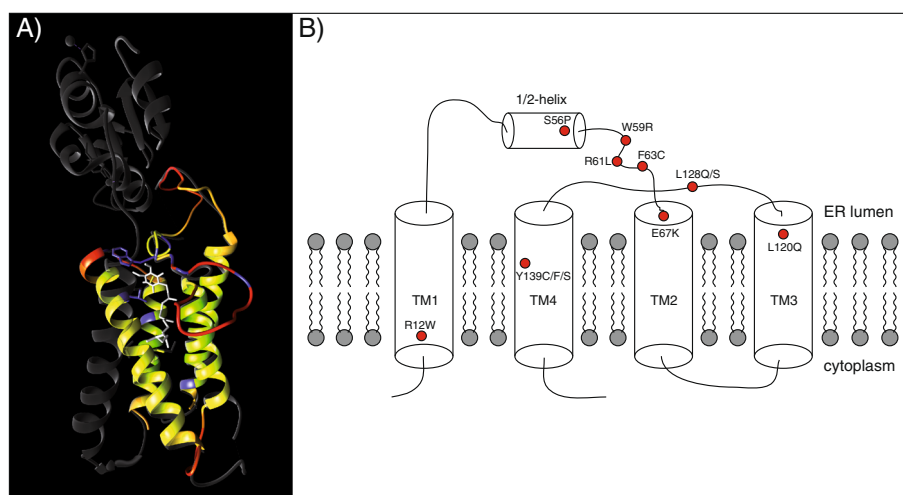 A)
B)
1/2-helix
S56P
W59R
R61L
F63C
L128Q/S
ER lumen
E67K
L120Q
Y139C/F/S
TM1
TM4
TM2
TM3
R12W
cytoplasm